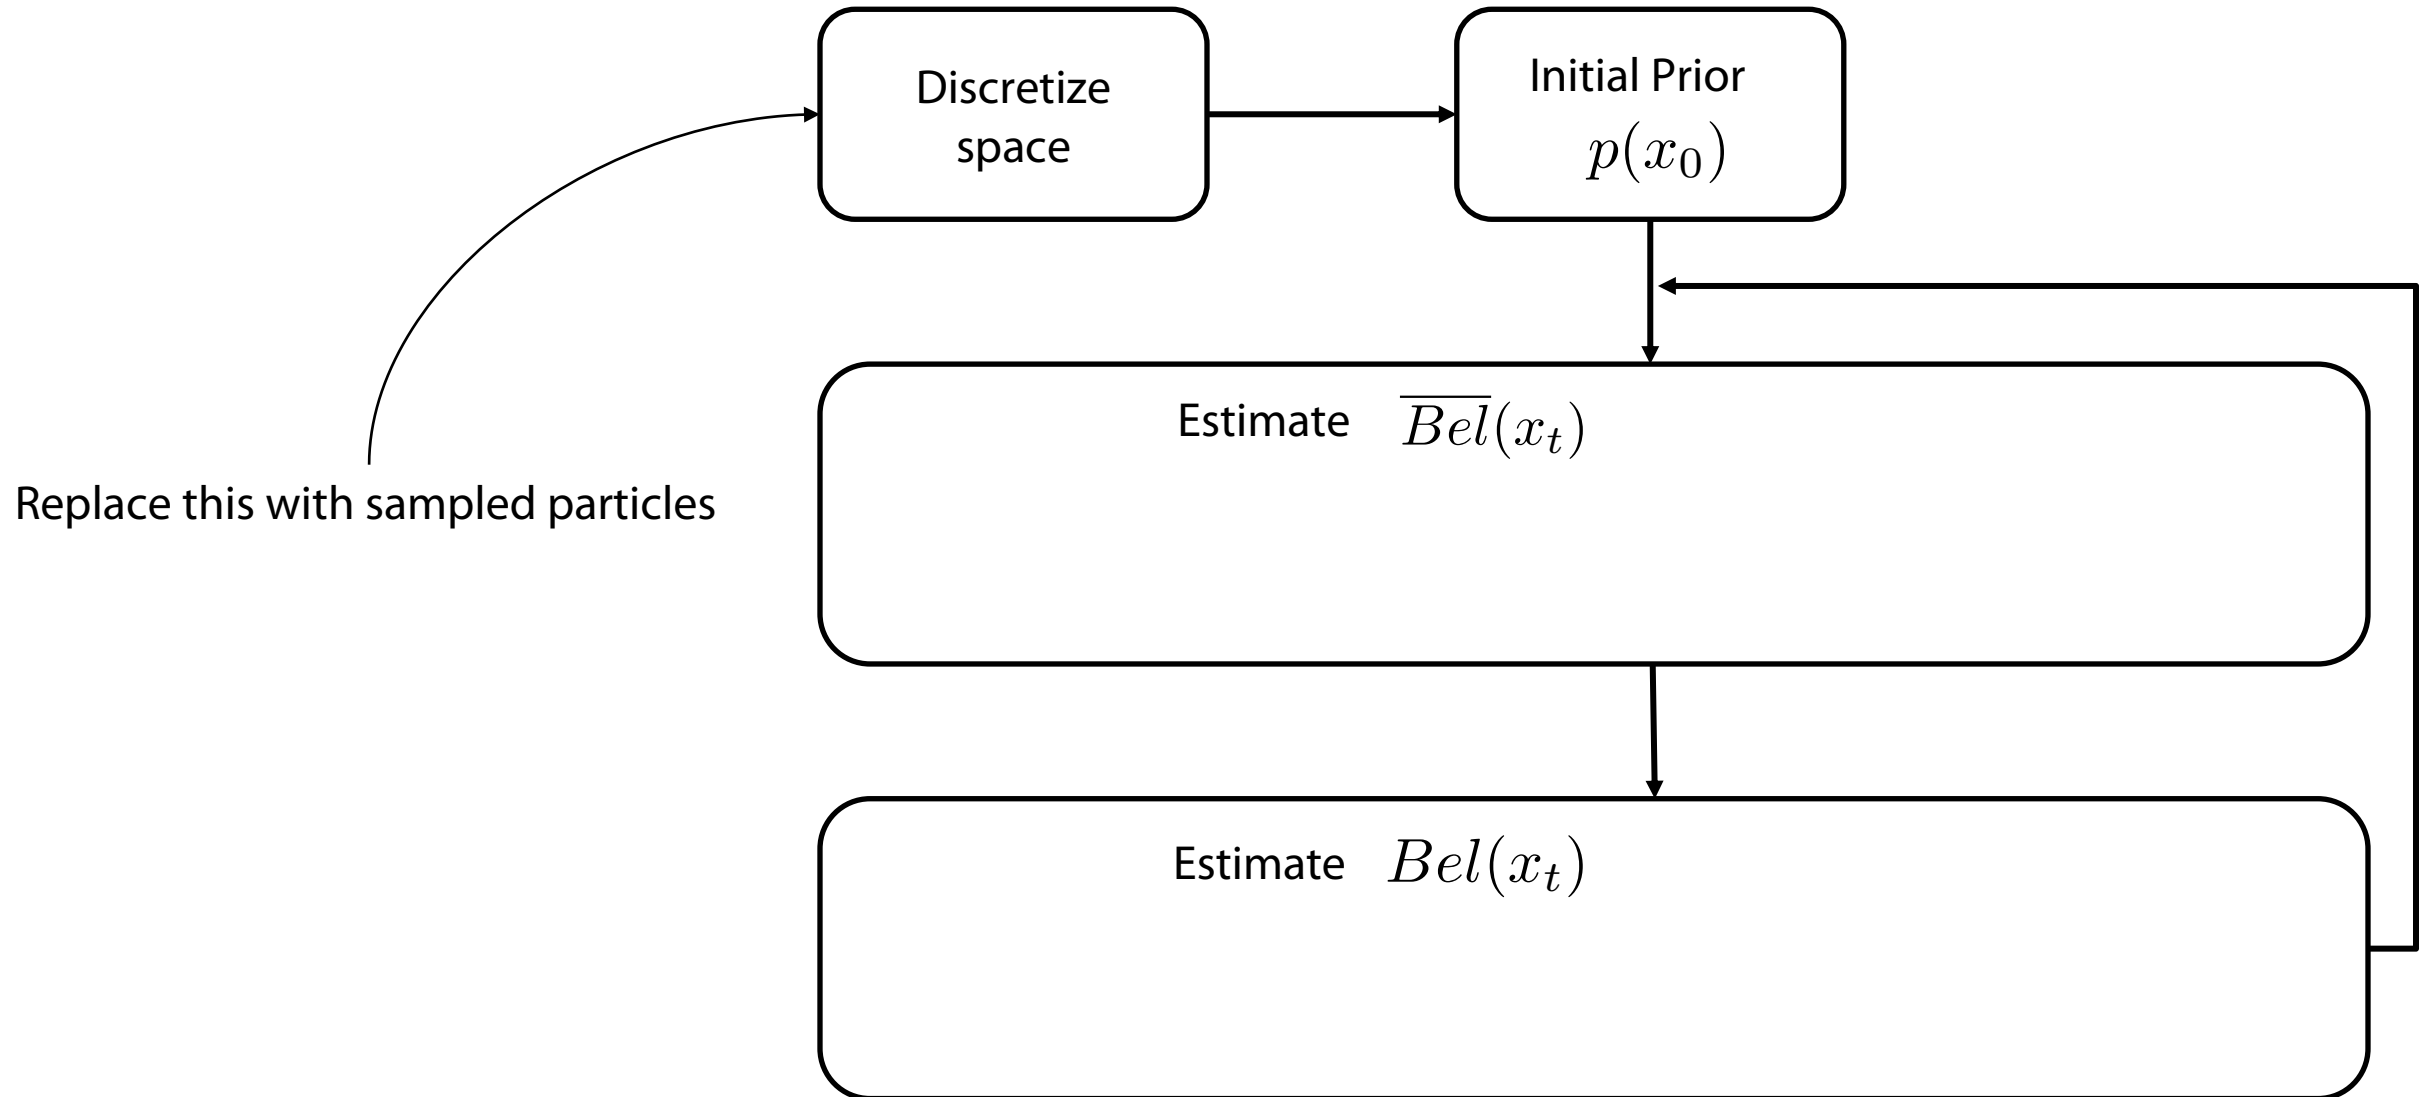 Discretize
space
Initial Prior
$p(x_0)$
Replace this with sampled particles
Estimate $\overline{Bel}(x_t)$
Estimate $Bel(x_t)$